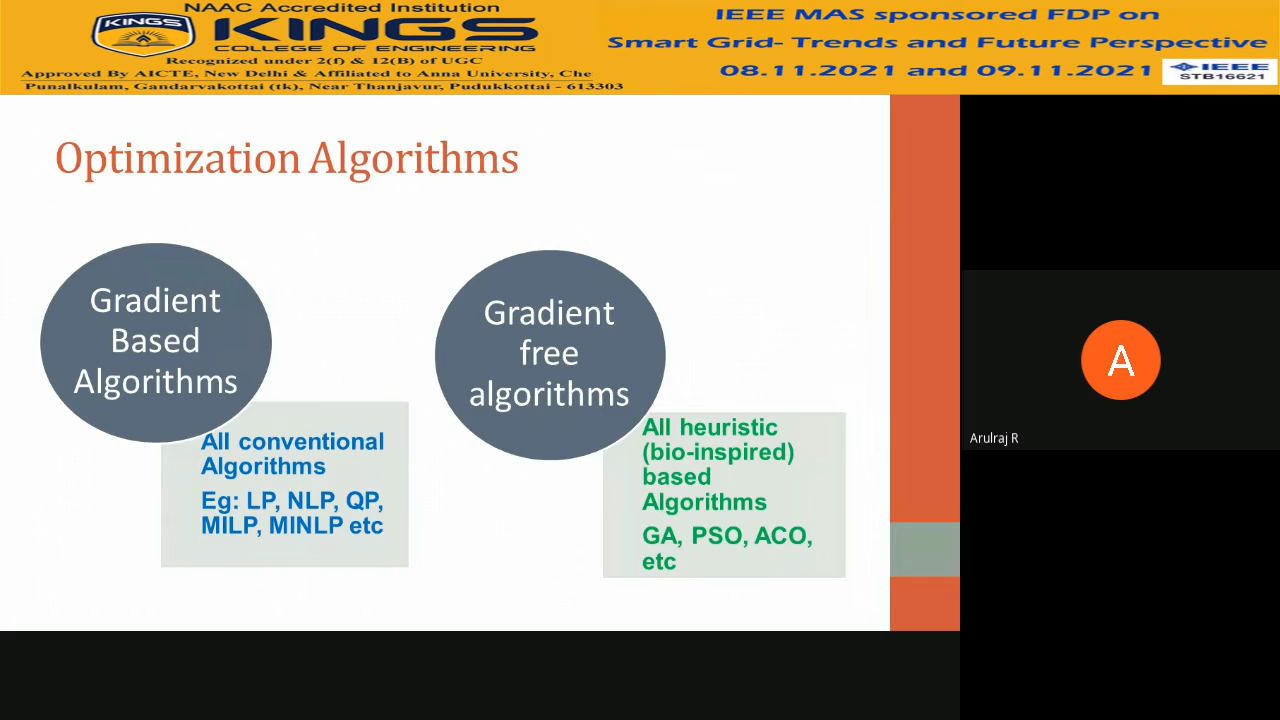 NAAC Accredited Institution
KINGS
KINGS
COLLEGE OF ENGINEERING
Recognized under 2(f) & 12(B) of UGC
Approved By AICTE, New Delhi & Affiliated to Anna University, Che
Punalkulam, Gandarvakottai (tk), Near Thanjavur, Pudukkottai - 613303
IEEE MAS sponsored FDP on
Smart Grid- Trends and Future Perspective
08.11.2021 and 09.11.2021
IEEE
STB16621
Optimization Algorithms
Gradient
Based
Algorithms
All conventional
Algorithms
Eg: LP, NLP, QP,
MILP, MINLP etc
Gradient
free
algorithms
All heuristic
(bio-inspired)
based
Algorithms
GA, PSO, ACO,
etc
A
Arulraj R